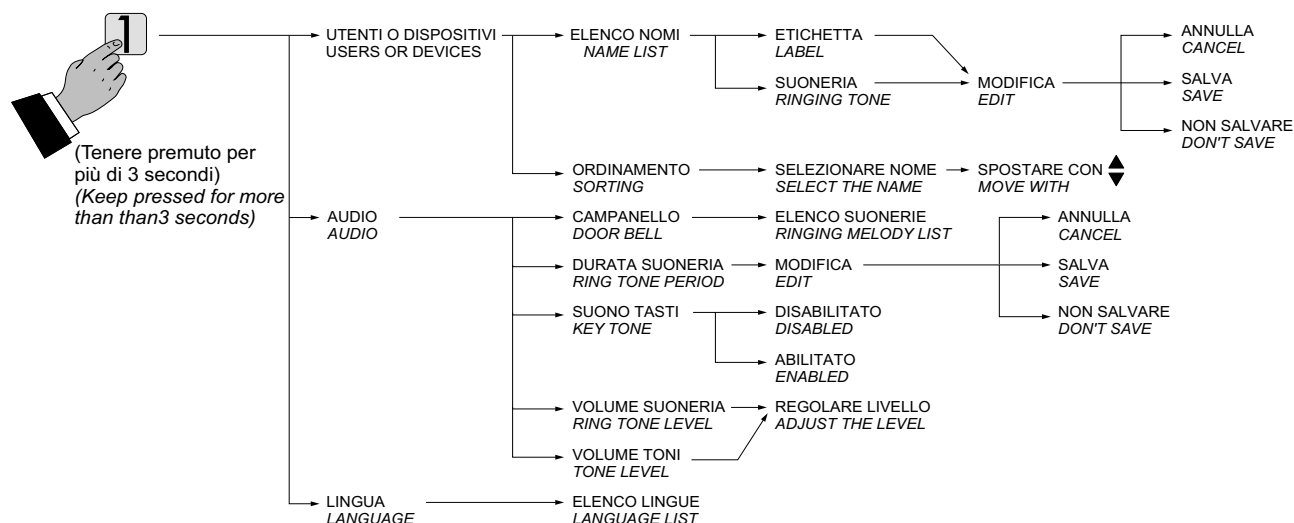 1
(Tenere premuto per
più di 3 secondi)
(Keep pressed for more
than than3 seconds)
UTENTI O DISPOSITIVI
USERS OR DEVICES
ELENCO NOMI
NAME LIST
ETICHETTA
LABEL
SUONERIA
RINGING TONE
MODIFICA
EDIT
ANNULLA
CANCEL
SALVA
SAVE
NON SALVARE
DON'T SAVE
ORDINAMENTO
SORTING
SELEZIONARE NOME
SELECT THE NAME
SPOSTARE CON
MOVE WITH
AUDIO
AUDIO
CAMPANELLO
DOOR BELL
ELENCO SUONERIE
RINGING MELODY LIST
DURATA SUONERIA
RING TONE PERIOD
MODIFICA
EDIT
ANNULLA
CANCEL
SALVA
SAVE
NON SALVARE
DON'T SAVE
SUONO TASTI
KEY TONE
DISABILITATO
DISABLED
ABILITATO
ENABLED
VOLUME SUONERIA
RING TONE LEVEL
REGOLARE LIVELLO
ADJUST THE LEVEL
VOLUME TONI
TONE LEVEL
LINGUA
LANGUAGE
ELENCO LINGUE
LANGUAGE LIST